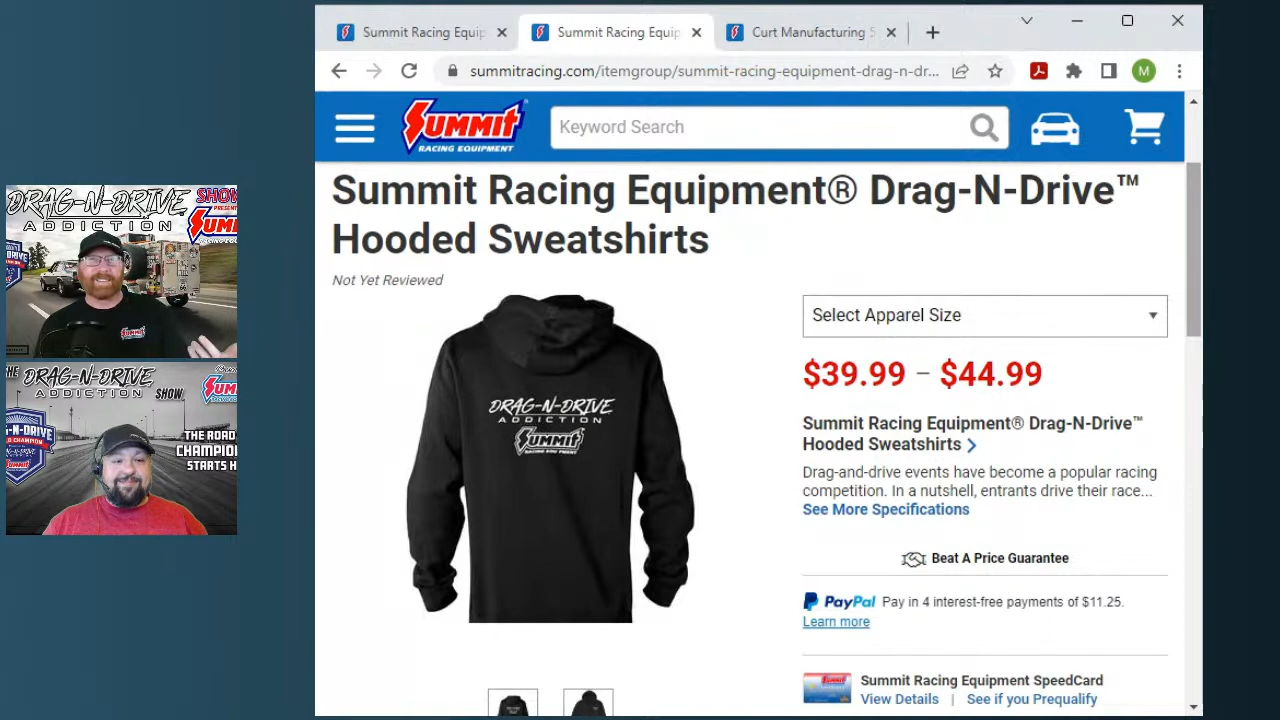 Summit Racing Equip
Summit Racing Equip
Curt Manufacturing
summitracing.com/itemgroup/summit-racing-equipment-drag-n-dr...
M
SUMMIT
RACING EQUIPMENT
Keyword Search
Summit Racing Equipment® Drag-N-Drive™
Hooded Sweatshirts
Not Yet Reviewed
DRAG-N-DRIVE
ADDICTION
SUMMIT
RACING EQUIPMENT
Select Apparel Size
$39.99 – $44.99
Summit Racing Equipment® Drag-N-Drive™
Hooded Sweatshirts
Drag-and-drive events have become a popular racing
competition. In a nutshell, entrants drive their race...
See More Specifications
Beat A Price Guarantee
PayPal Pay in 4 interest-free payments of $11.25.
Learn more
Summit Racing Equipment SpeedCard
View Details | See if you Prequalify
DRAG-N-DRIVE SHOW
ADDICTION
SUMMIT
THE DRAG-N-DRIVE
ADDICTION SHOW
THE ROAD
CHAMPION
STARTS H